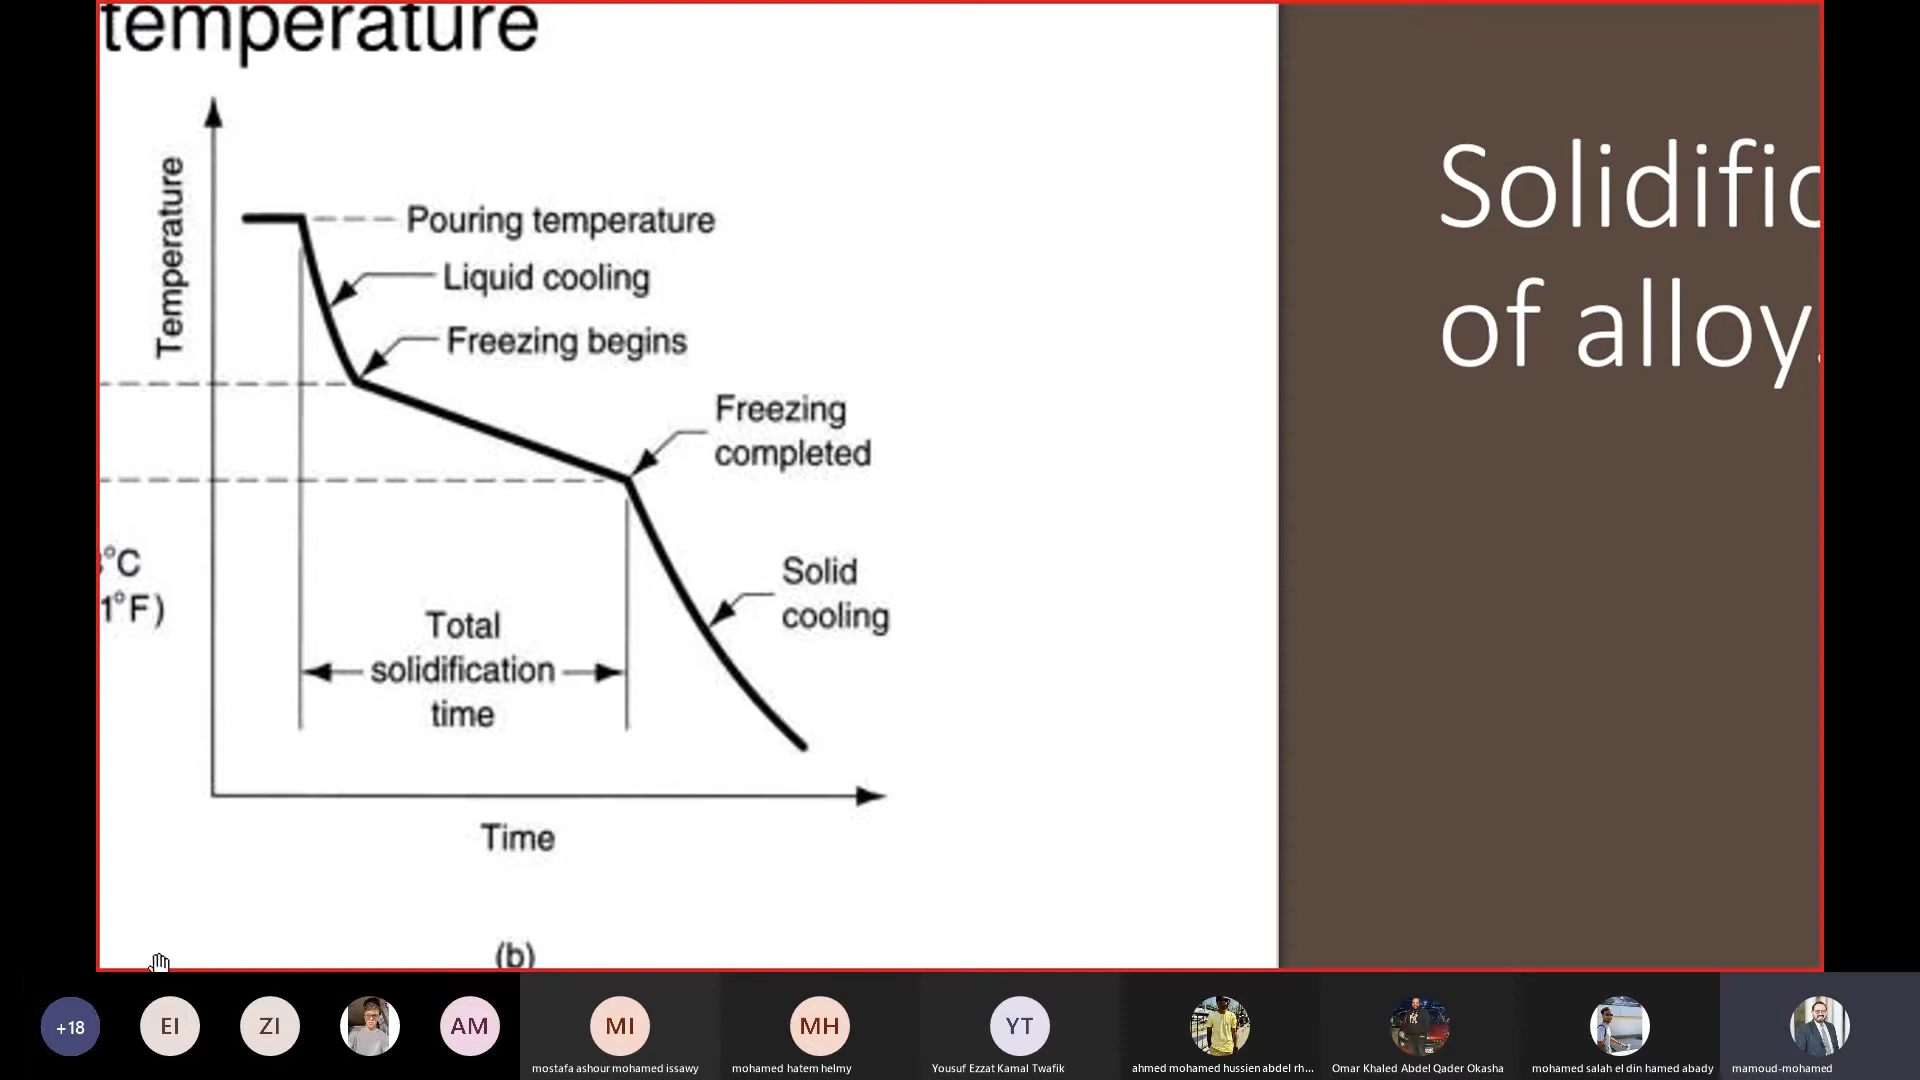 temperature
Temperature
Pouring temperature
Liquid cooling
Freezing begins
Freezing
completed
Solid
cooling
°C
1°F)
Total
solidification
time
Time
(b)
Solidific
of alloy
+18
EI
ZI
AM
MI
MH
YT
mostafa ashour mohamed issawy
mohamed hatem helmy
Yousuf Ezzat Kamal Twafik
ahmed mohamed hussien abdel rh...
Omar Khaled Abdel Qader Okasha
mohamed salah el din hamed abady
mamoud-mohamed